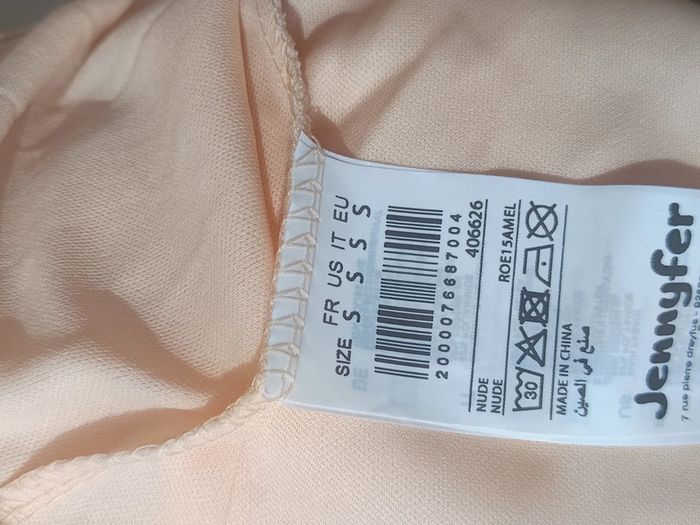 SIZE FR US IT EU
S S S S
2000076687004
406626
NUDE
NUDE ROE15AMEL
30
MADE IN CHINA
صنع في الصين
Jennyfer
7 rue pierre dreyfus -